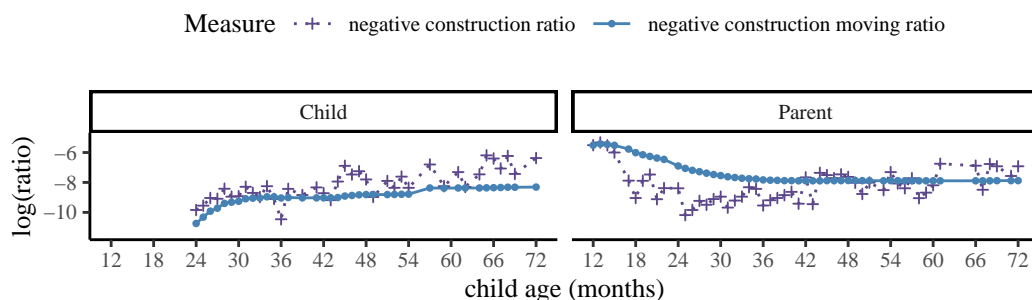 Measure negative construction ratio negative construction moving ratio
Child Parent
log(ratio)
-6
-8
-10
12 18 24 30 36 42 48 54 60 66 72 12 18 24 30 36 42 48 54 60 66 72
child age (months)